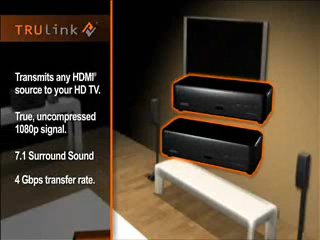 TRULink
Transmits any HDMI®
source to your HD TV.
True, uncompressed
1080p signal.
7.1 Surround Sound
4 Gbps transfer rate.